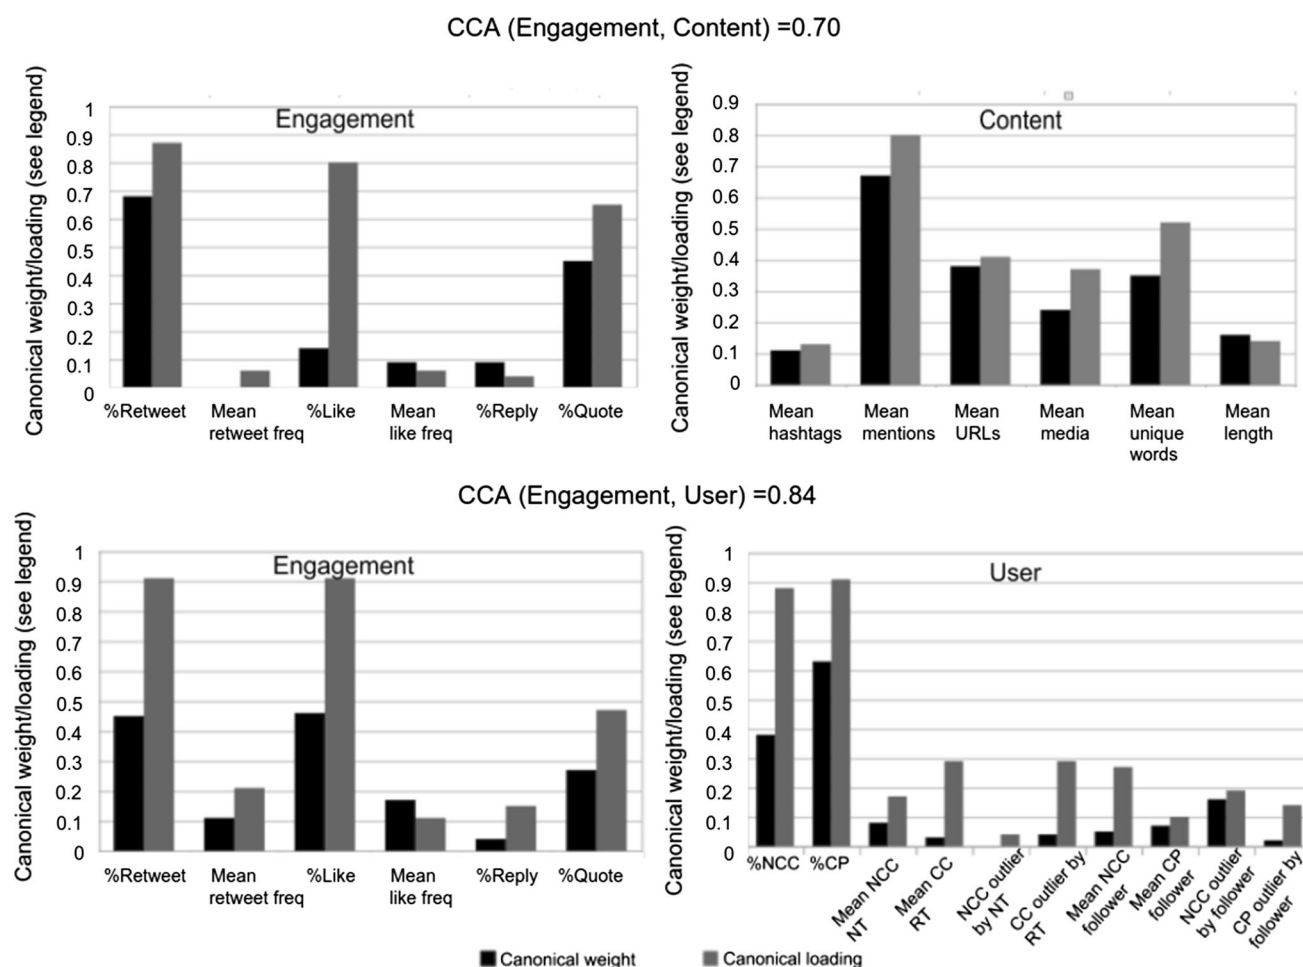 CCA (Engagement, Content) =0.70
Canonical weight/loading (see legend)
Engagement
1
0.9
0.8
0.7
0.6
0.5
0.4
0.3
0.2
0.1
0
%Retweet
Mean
retweet freq
%Like
Mean
like freq
%Reply
%Quote
Canonical weight/loading (see legend)
Content
0.9
0.8
0.7
0.6
0.5
0.4
0.3
0.2
0.1
0
Mean
hashtags
Mean
mentions
Mean
URLs
Mean
media
Mean
unique
words
Mean
length
CCA (Engagement, User) =0.84
Canonical weight/loading (see legend)
Engagement
1
0.9
0.8
0.7
0.6
0.5
0.4
0.3
0.2
0.1
0
%Retweet
Mean
retweet freq
%Like
Mean
like freq
%Reply
%Quote
Canonical weight/loading (see legend)
User
1
0.9
0.8
0.7
0.6
0.5
0.4
0.3
0.2
0.1
0
%NCC
%CP
Mean NCC
NT
Mean CC
RT
NCC outlier
by NT
CC outlier by
RT
Mean NCC
follower
Mean CP
follower
NCC outlier
by follower
CP outlier by
follower
Canonical weight
Canonical loading